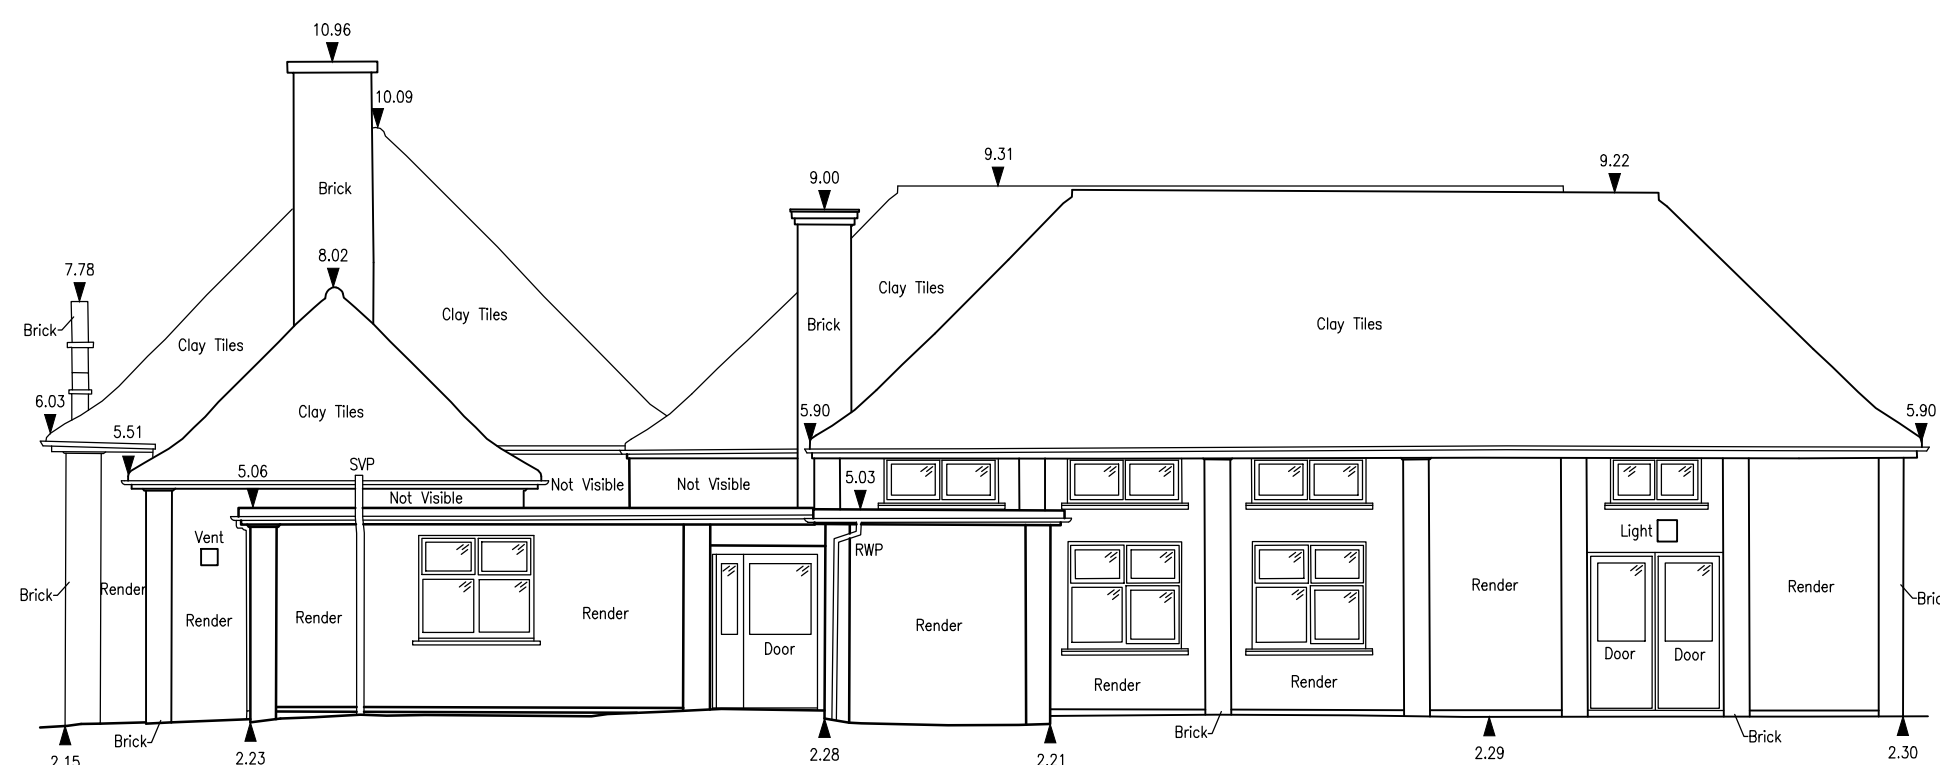 10.96
10.09
9.31
9.22
9.00
Brick
8.02
7.78
Clay Tiles
Clay Tiles
Clay Tiles
Brick
Brick
Clay Tiles
Clay Tiles
6.03
5.90
5.90
Clay Tiles
5.51
5.06
SVP
5.03
Not Visible
Not Visible
Not Visible
Vent
Light
RWP
Brick
Render
Render
Render
Render
Render
Render
Render
Door
Door
Door
Render
Render
Brick
Brick
Brick
2.15
2.23
2.28
2.21
2.29
2.30